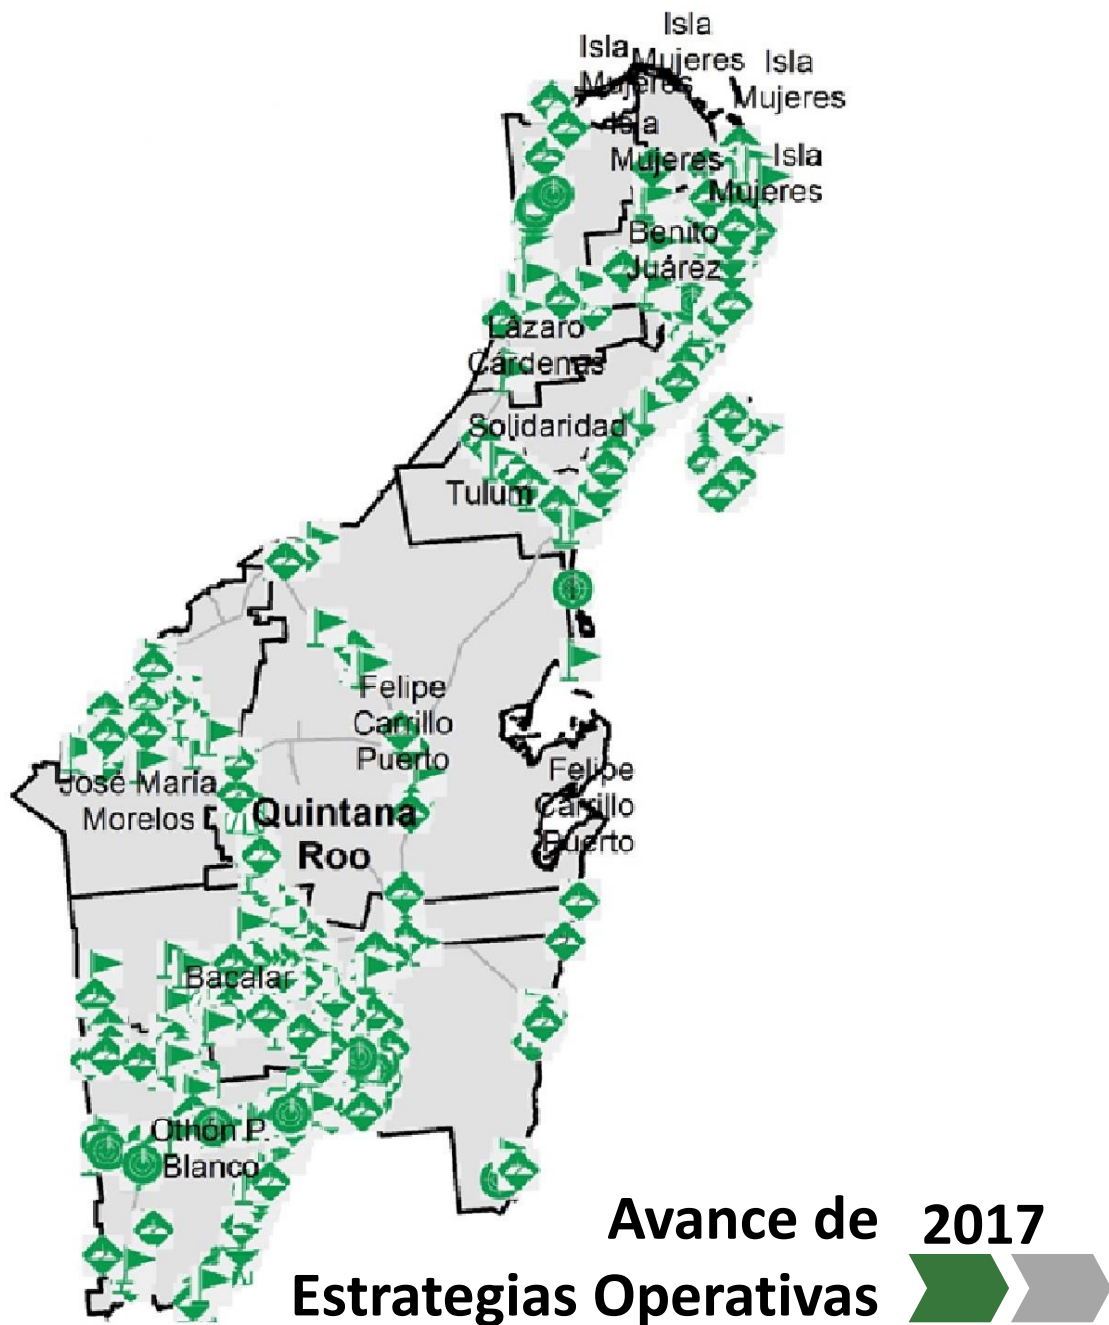 Isla
Mujeres
Isla
Mujeres
Isla
Mujeres
Isla
Mujeres
Isla
Mujeres
Benito
Juárez
Lázaro
Cárdenas
Solidaridad
Tulum
Felipe
Carrillo
Puerto
Felipe
Carrillo
Puerto
José María
Morelos
Quintana
Roo
Bacalar
Othón P.
Blanco
Avance de 2017
Estrategias Operativas